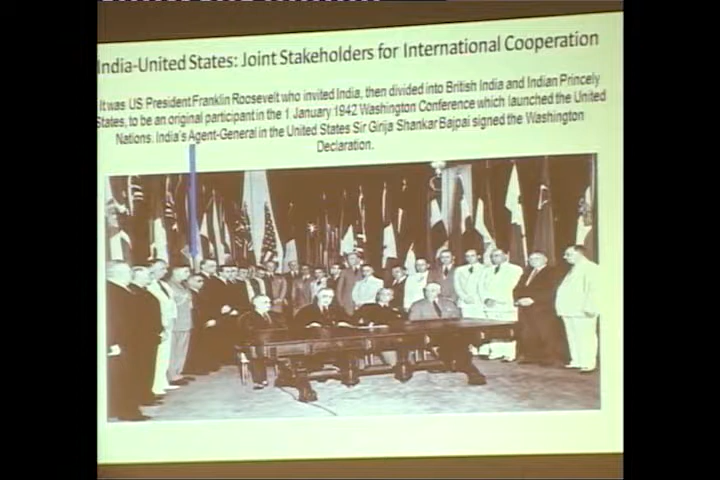 India-United States: Joint Stakeholders for International Cooperation
It was US President Franklin Roosevelt who invited India, then divided into British India and Indian Princely
States, to be an original participant in the 1 January 1942 Washington Conference which launched the United
Nations. India's Agent-General in the United States Sir Girija Shankar Bajpai signed the Washington
Declaration.